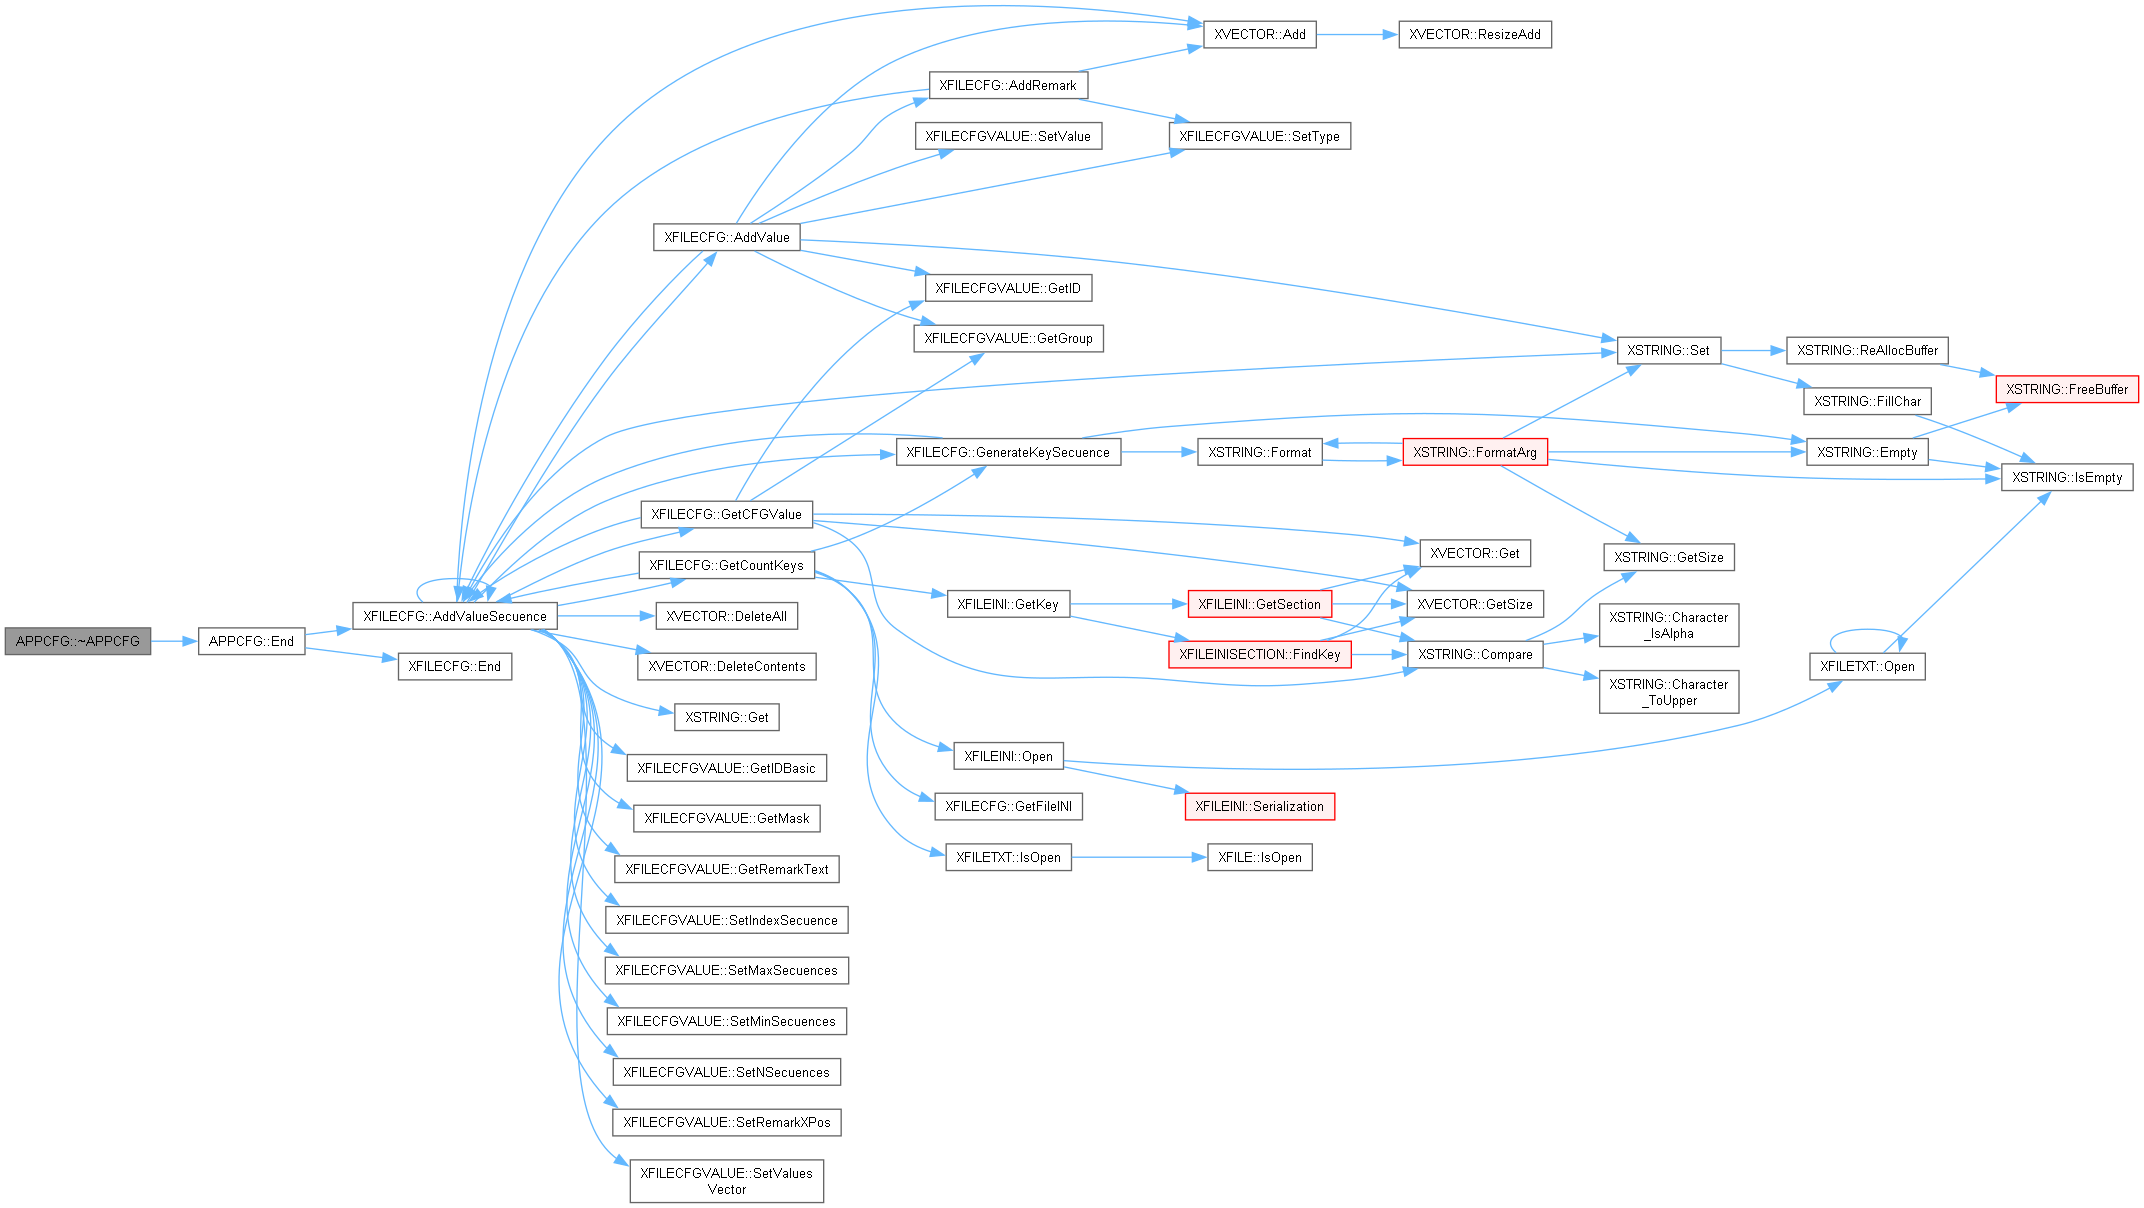 XVECTOR::Add
XVECTOR::ResizeAdd
XFILECFG::AddRemark
XFILECFGVALUE::SetValue
XFILECFGVALUE::SetType
XFILECFG::AddValue
XFILECFGVALUE::GetID
XFILECFGVALUE::GetGroup
XSTRING::Set
XSTRING::ReAllocBuffer
XSTRING::FreeBuffer
XSTRING::FillChar
XFILECFG::GenerateKeySecuence
XSTRING::Format
XSTRING::FormatArg
XSTRING::Empty
XSTRING::IsEmpty
XFILECFG::GetCFGValue
XFILECFG::GetCountKeys
XVECTOR::Get
XSTRING::GetSize
XFILECFG::AddValueSecuence
XVECTOR::DeleteAll
XFILEINI::GetKey
XFILEINI::GetSection
XVECTOR::GetSize
XSTRING::Character
_IsAlpha
APPCFG::~APPCFG
APPCFG::End
XFILECFG::End
XVECTOR::DeleteContents
XFILEINISECTION::FindKey
XSTRING::Compare
XFILETXT::Open
XSTRING::Character
_ToUpper
XSTRING::Get
XFILECFGVALUE::GetIDBasic
XFILEINI::Open
XFILECFG::GetFileINI
XFILEINI::Serialization
XFILECFGVALUE::GetMask
XFILETXT::IsOpen
XFILE::IsOpen
XFILECFGVALUE::GetRemarkText
XFILECFGVALUE::SetIndexSecuence
XFILECFGVALUE::SetMaxSecuences
XFILECFGVALUE::SetMinSecuences
XFILECFGVALUE::SetNSecuences
XFILECFGVALUE::SetRemarkXPos
XFILECFGVALUE::SetValues
Vector